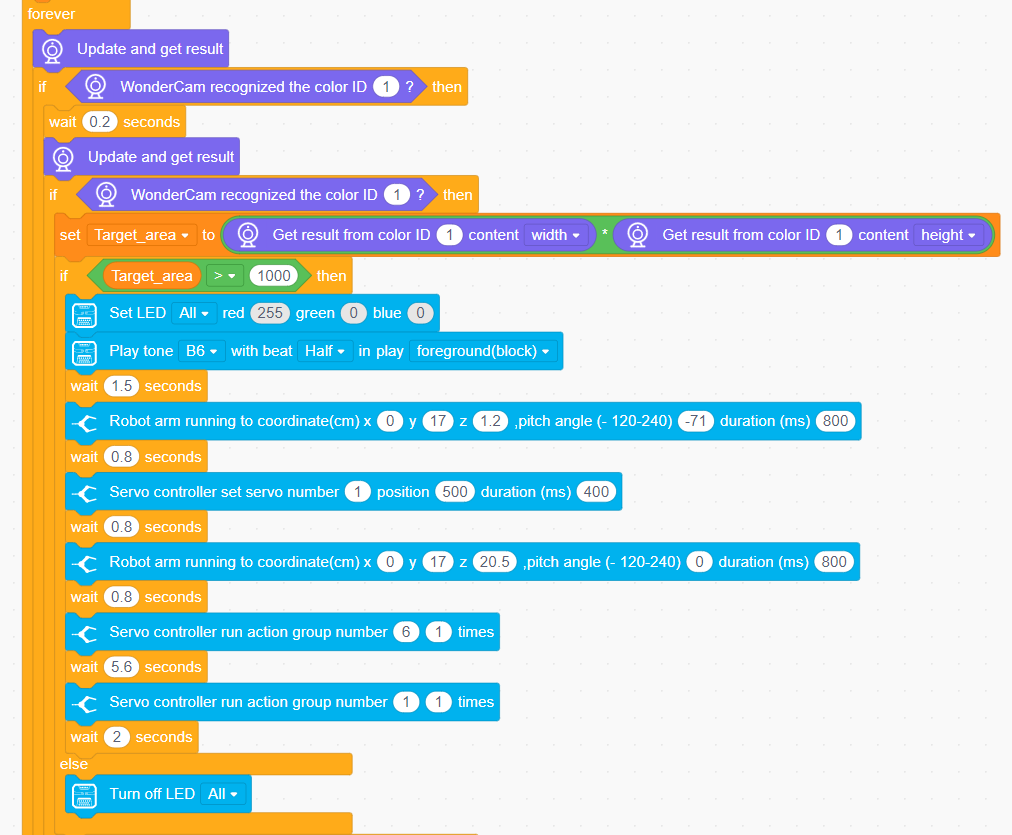 forever
Update and get result
if WonderCam recognized the color ID 1 ? then
wait 0.2 seconds
Update and get result
if WonderCam recognized the color ID 1 ? then
set Target_area to Get result from color ID 1 content width * Get result from color ID 1 content height
if Target_area > 1000 then
Set LED All red 255 green 0 blue 0
Play tone B6 with beat Half in play foreground(block)
wait 1.5 seconds
Robot arm running to coordinate(cm) x 0 y 17 z 1.2 ,pitch angle (- 120-240) -71 duration (ms) 800
wait 0.8 seconds
Servo controller set servo number 1 position 500 duration (ms) 400
wait 0.8 seconds
Robot arm running to coordinate(cm) x 0 y 17 z 20.5 ,pitch angle (- 120-240) 0 duration (ms) 800
wait 0.8 seconds
Servo controller run action group number 6 1 times
wait 5.6 seconds
Servo controller run action group number 1 1 times
wait 2 seconds
else
Turn off LED All